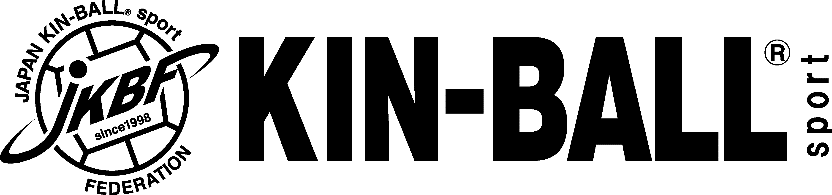 JAPAN KIN-BALL® sport
JKBF
since1998
FEDERATION
KIN-BALL®
sport